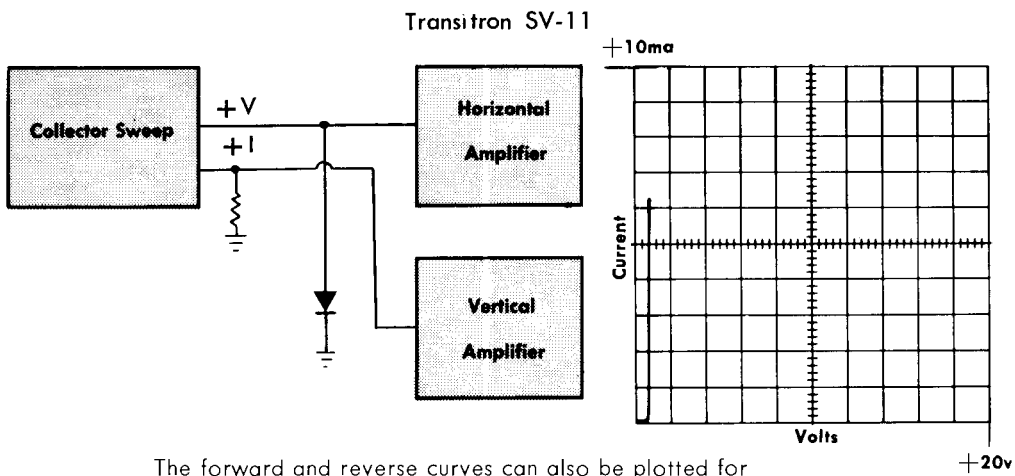 Transitron SV-11
+10ma
Collector Sweep
+V
+I
Horizontal
Amplifier
Current
Vertical
Amplifier
Volts
+20v
The forward and reverse curves can also be plotted for